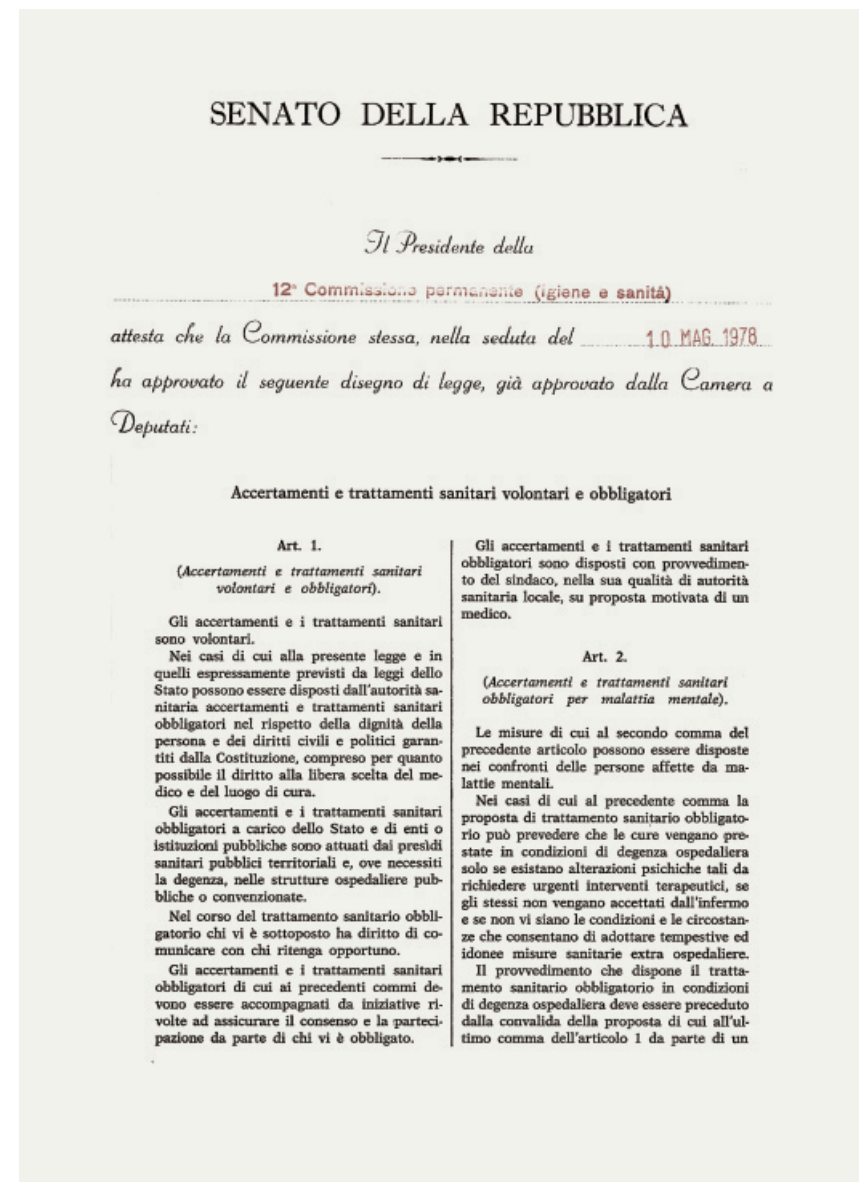 SENATO DELLA REPUBBLICA
Il Presidente della
12ª Commissione permanente (igiene e sanità)
attesta che la Commissione stessa, nella seduta del 10 MAG. 1978
ha approvato il seguente disegno di legge, già approvato dalla Camera a
Deputati:
Accertamenti e trattamenti sanitari volontari e obbligatori
Art. 1.
(Accertamenti e trattamenti sanitari
volontari e obbligatori).
Gli accertamenti e i trattamenti sanitari
sono volontari.
Nei casi di cui alla presente legge e in
quelli espressamente previsti da leggi dello
Stato possono essere disposti dall'autorità sa-
nitaria accertamenti e trattamenti sanitari
obbligatori nel rispetto della dignità della
persona e dei diritti civili e politici garan-
titi dalla Costituzione, compreso per quanto
possibile il diritto alla libera scelta del me-
dico e del luogo di cura.
Gli accertamenti e i trattamenti sanitari
obbligatori a carico dello Stato e di enti o
istituzioni pubbliche sono attuati dai presìdi
sanitari pubblici territoriali e, ove necessiti
la degenza, nelle strutture ospedaliere pub-
bliche o convenzionate.
Nel corso del trattamento sanitario obbli-
gatorio chi vi è sottoposto ha diritto di co-
municare con chi ritenga opportuno.
Gli accertamenti e i trattamenti sanitari
obbligatori di cui ai precedenti commi de-
vono essere accompagnati da iniziative ri-
volte ad assicurare il consenso e la parteci-
pazione da parte di chi vi è obbligato.
Gli accertamenti e i trattamenti sanitari
obbligatori sono disposti con provvedimen-
to del sindaco, nella sua qualità di autorità
sanitaria locale, su proposta motivata di un
medico.
Art. 2.
(Accertamenti e trattamenti sanitari
obbligatori per malattia mentale).
Le misure di cui al secondo comma del
precedente articolo possono essere disposte
nei confronti delle persone affette da ma-
lattie mentali.
Nei casi di cui al precedente comma la
proposta di trattamento sanitario obbligato-
rio può prevedere che le cure vengano pre-
state in condizioni di degenza ospedaliera
solo se esistano alterazioni psichiche tali da
richiedere urgenti interventi terapeutici, se
gli stessi non vengano accettati dall'infermo
e se non vi siano le condizioni e le circostan-
ze che consentano di adottare tempestive ed
idonee misure sanitarie extra ospedaliere.
Il provvedimento che dispone il tratta-
mento sanitario obbligatorio in condizioni
di degenza ospedaliera deve essere preceduto
dalla convalida della proposta di cui all'ul-
timo comma dell'articolo 1 da parte di un